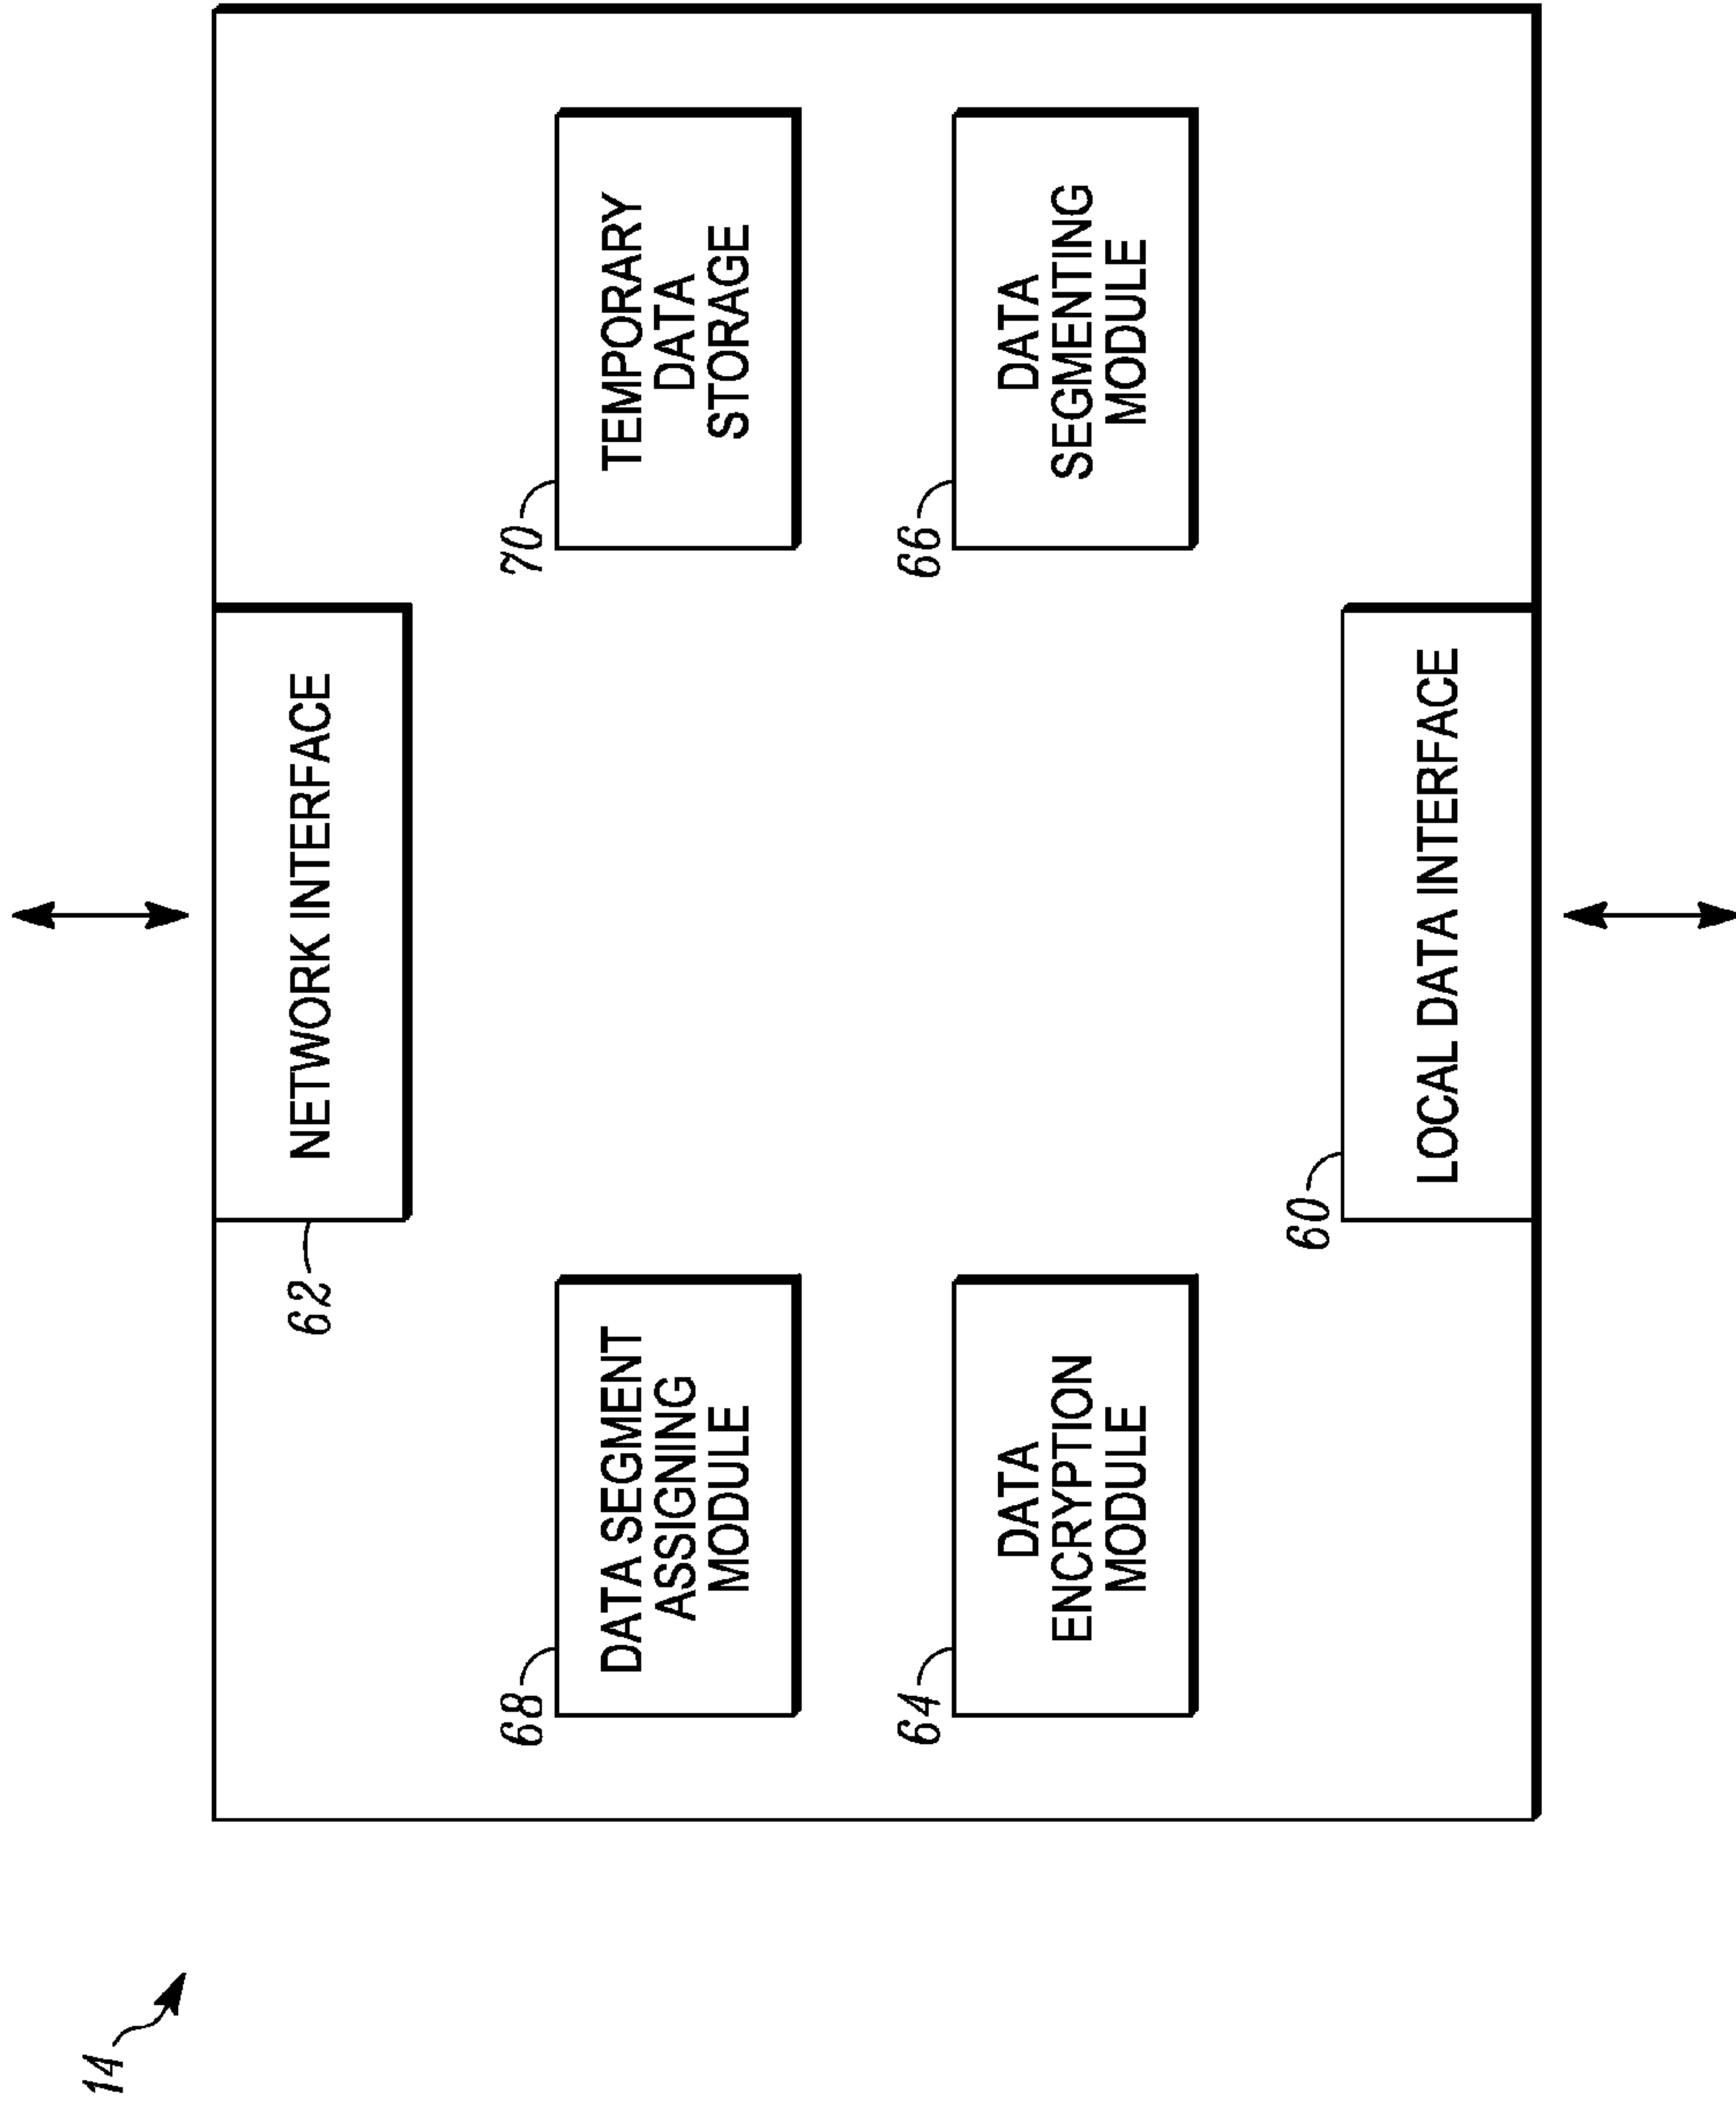 14
62
NETWORK INTERFACE
68
DATA SEGMENT
ASSIGNING
MODULE
70
TEMPORARY
DATA
STORAGE
64
DATA
ENCRYPTION
MODULE
66
DATA
SEGMENTING
MODULE
60
LOCAL DATA INTERFACE